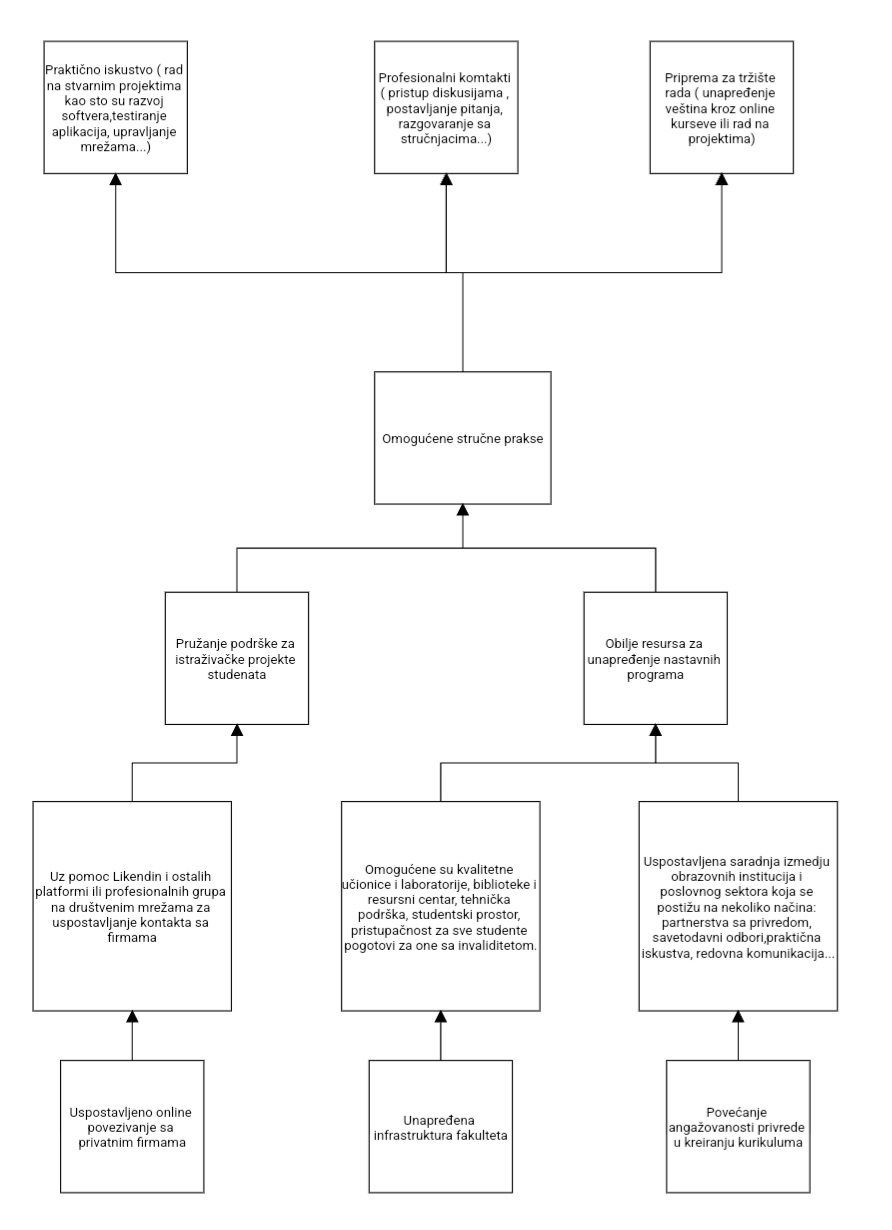 Praktično iskustvo ( rad
na stvarnim projektima
kao sto su razvoj
softvera,testiranje
aplikacija, upravljanje
mrežama...)
Profesionalni komtakti
( pristup diskusijama ,
postavljanje pitanja,
razgovaranje sa
stručnjacima...)
Priprema za tržište
rada ( unapređenje
veština kroz online
kurseve ili rad na
projektima)
Omogućene stručne prakse
Pružanje podrške za
istraživačke projekte
studenata
Obilje resursa za
unapređenje nastavnih
programa
Uz pomoc Likendin i ostalih
platformi ili profesionalnih grupa
na društvenim mrežama za
uspostavljanje kontakta sa
firmama
Omogućene su kvalitetne
učionice i laboratorije, biblioteke i
resursni centar, tehnička
podrška, studentski prostor,
pristupačnost za sve studente
pogotovi za one sa invaliditetom.
Uspostavljena saradnja izmedju
obrazovnih institucija i
poslovnog sektora koja se
postižu na nekoliko načina:
partnerstva sa privredom,
savetodavni odbori,praktična
iskustva, redovna komunikacija...
Uspostavljeno online
povezivanje sa
privatnim firmama
Unapređena
infrastruktura fakulteta
Povećanje
angažovanosti privrede
u kreiranju kurikuluma